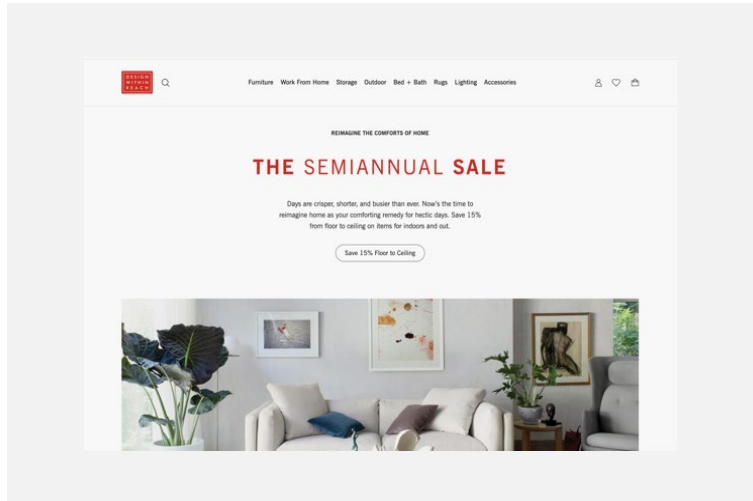 DESIGN
WITHIN
REACH
Furniture Work From Home Storage Outdoor Bed + Bath Rugs Lighting Accessories
REIMAGINE THE COMFORTS OF HOME
THE SEMIANNUAL SALE
Days are crisper, shorter, and busier than ever. Now's the time to
reimagine home as your comforting remedy for hectic days. Save 15%
from floor to ceiling on items for indoors and out.
Save 15% Floor to Ceiling